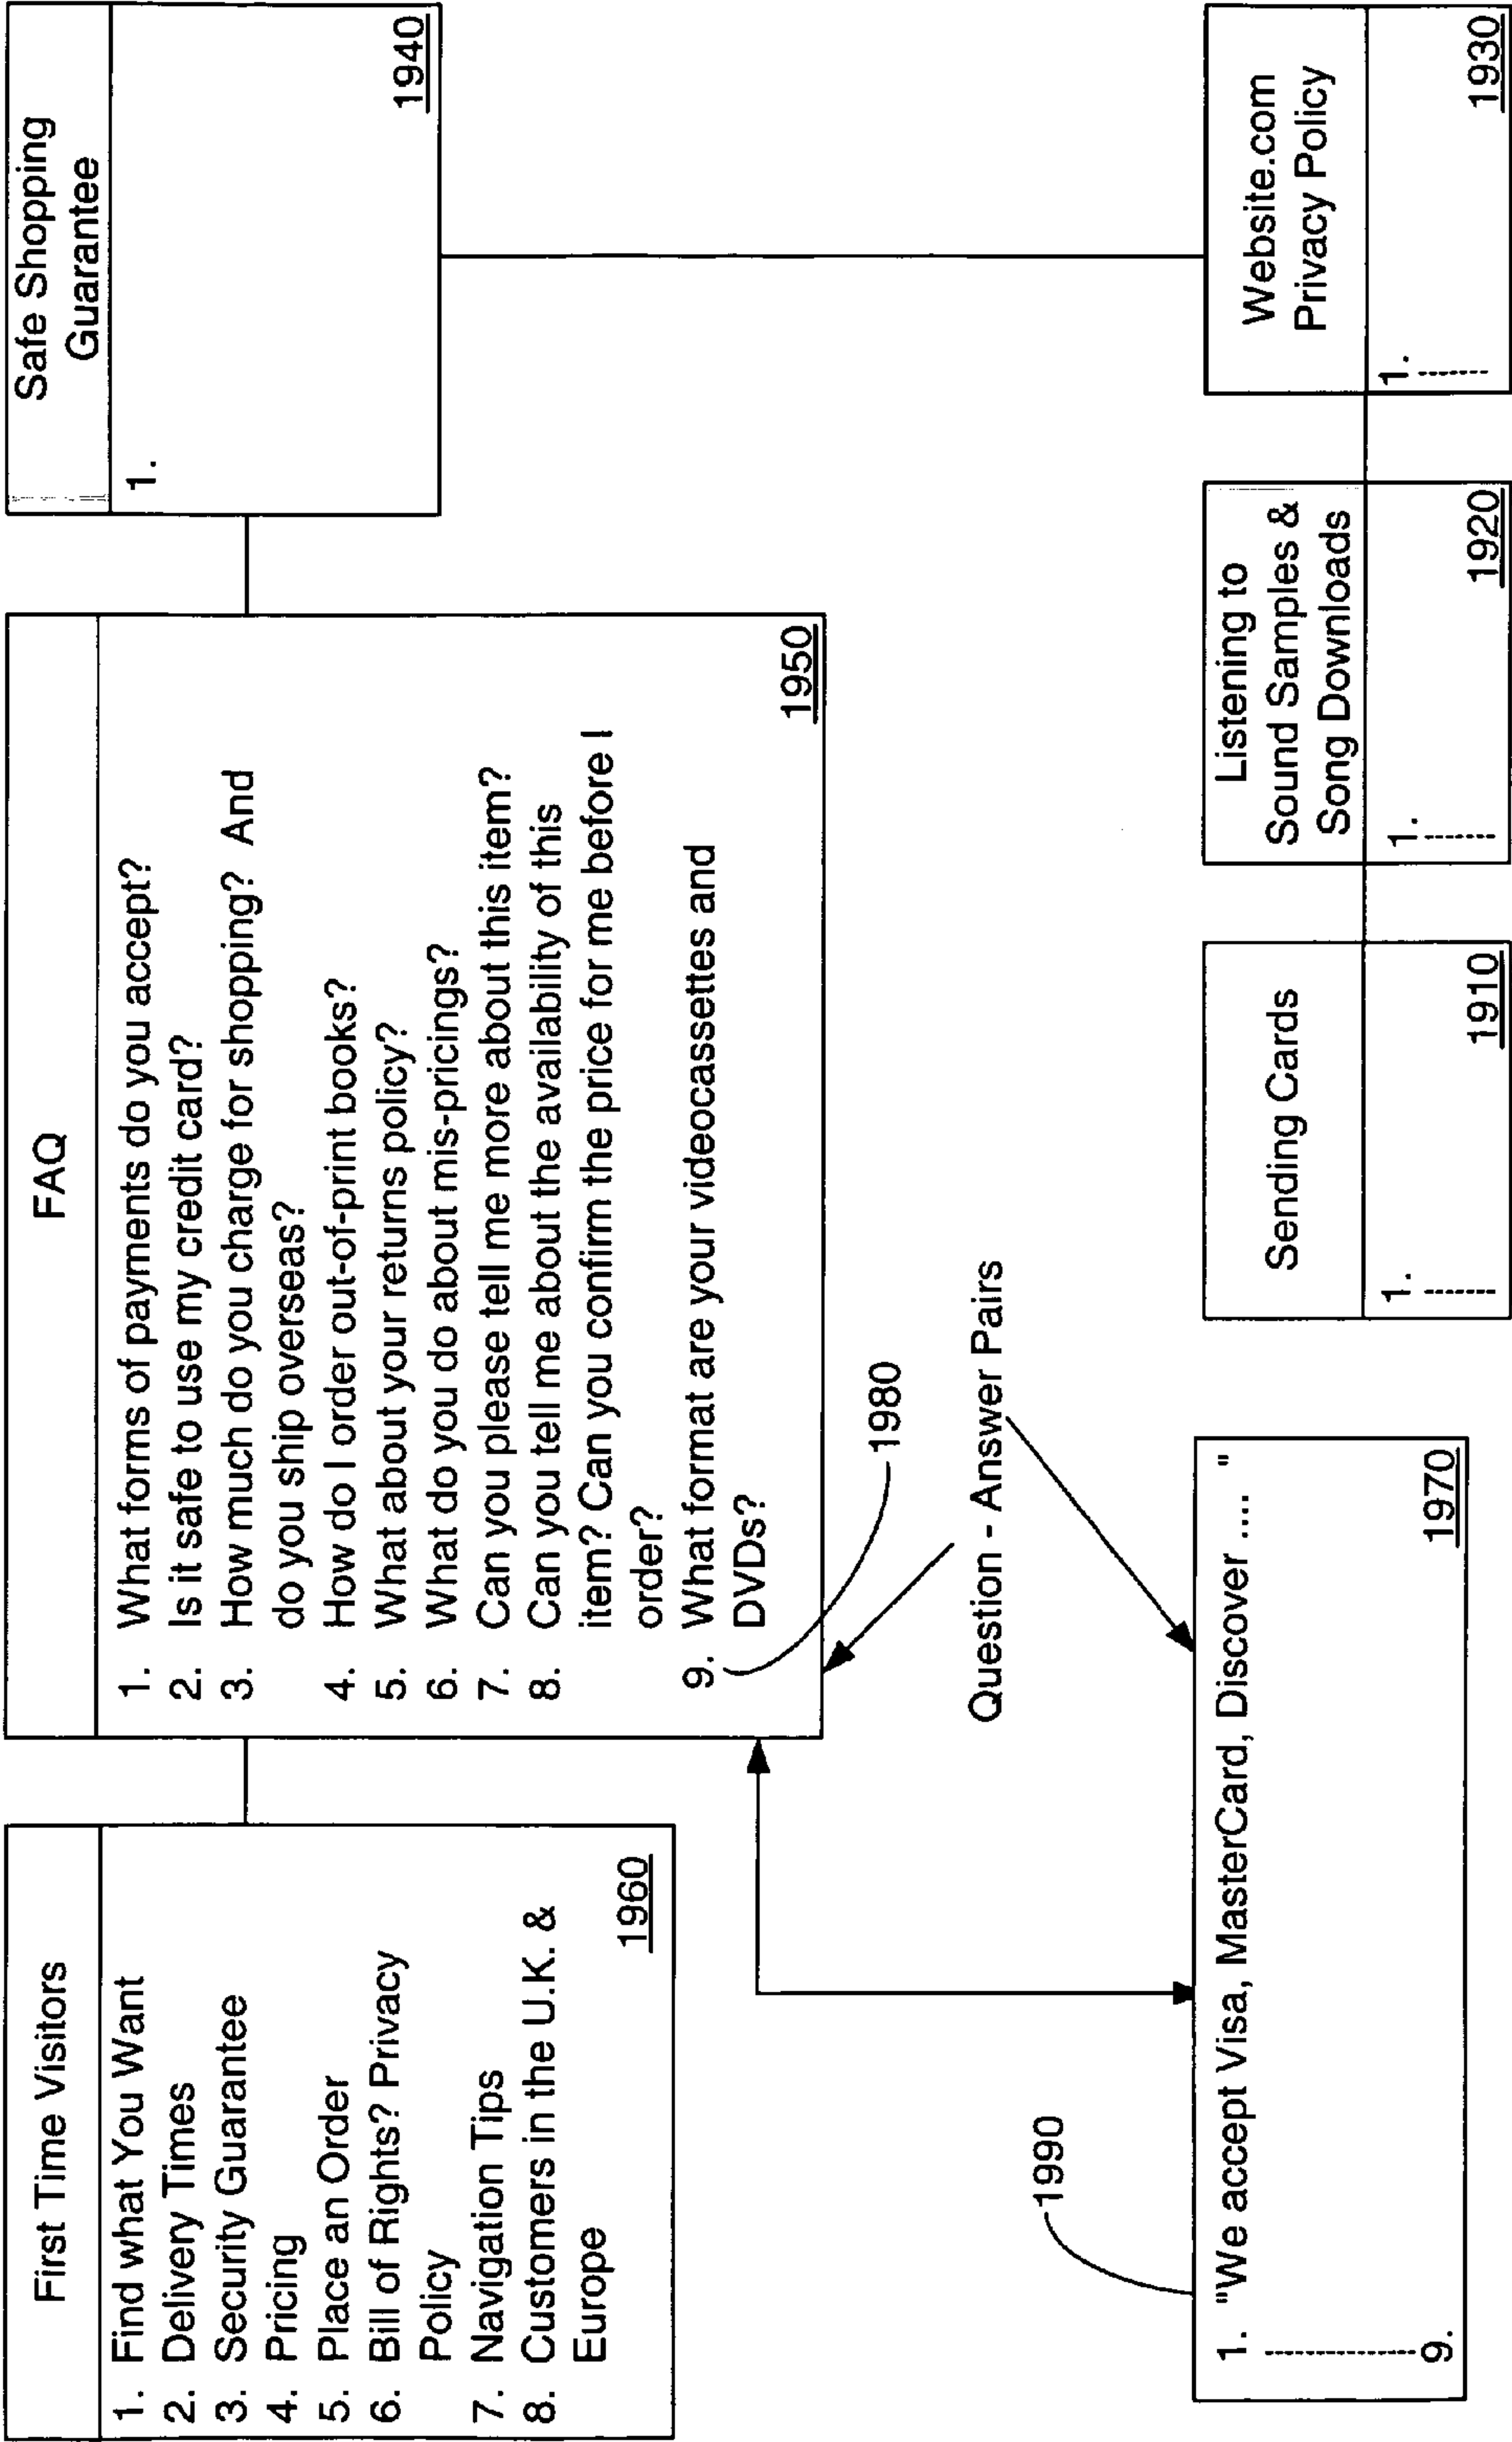 First Time Visitors
1. Find what You Want
2. Delivery Times
3. Security Guarantee
4. Pricing
5. Place an Order
6. Bill of Rights? Privacy
Policy
7. Navigation Tips
8. Customers in the U.K. &
Europe
1960
FAQ
1. What forms of payments do you accept?
2. Is it safe to use my credit card?
3. How much do you charge for shopping? And
do you ship overseas?
4. How do I order out-of-print books?
5. What about your returns policy?
6. What do you do about mis-pricings?
7. Can you please tell me more about this item?
8. Can you tell me about the availability of this
item? Can you confirm the price for me before I
order?
9. What format are your videocassettes and
DVDs?
1950
Safe Shopping
Guarantee
1.
1940
1980
Question - Answer Pairs
1990
1. "We accept Visa, MasterCard, Discover .... "
9.
1970
Sending Cards
1.
1910
Listening to
Sound Samples &
Song Downloads
1.
1920
Website.com
Privacy Policy
1.
1930